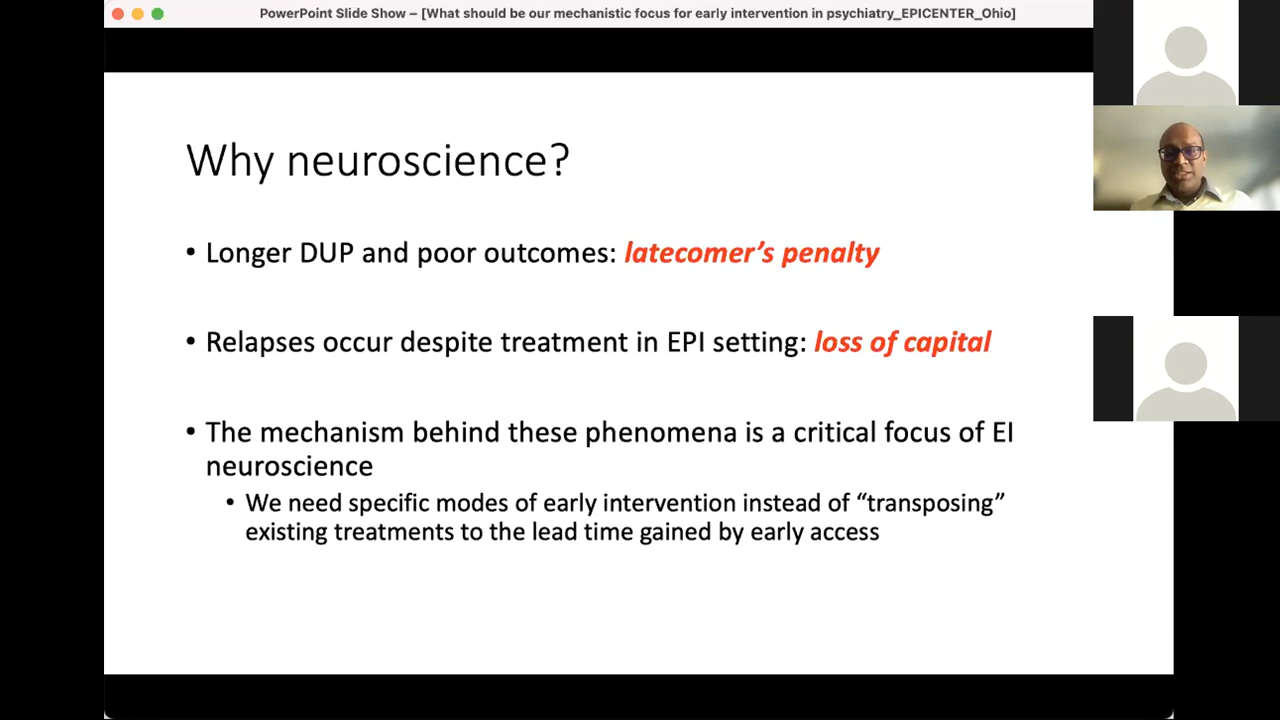 PowerPoint Slide Show – [What should be our mechanistic focus for early intervention in psychiatry_EPICENTER_Ohio]
Why neuroscience?
• Longer DUP and poor outcomes: latecomer’s penalty
• Relapses occur despite treatment in EPI setting: loss of capital
• The mechanism behind these phenomena is a critical focus of EI
neuroscience
• We need specific modes of early intervention instead of “transposing”
existing treatments to the lead time gained by early access